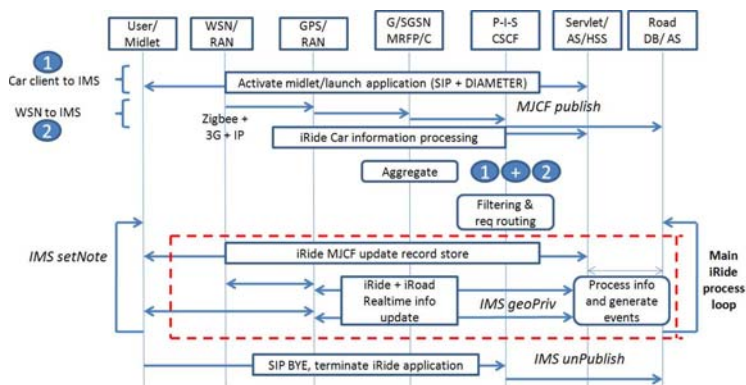 User/
Midlet
WSN/
RAN
GPS/
RAN
G/SGSN
MRFP/C
P-I-S
CSCF
Servlet/
AS/HSS
Road
DB/ AS
1
Car client to IMS
Activate midlet/launch application (SIP + DIAMETER)
WSN to IMS
2
Zigbee +
3G + IP
MJCF publish
iRide Car information processing
Aggregate
1 + 2
Filtering &
req routing
IMS setNote
iRide MJCF update record store
Main
iRide
process
loop
iRide + iRoad
Realtime info
update
IMS geoPriv
Process info
and generate
events
SIP BYE, terminate iRide application
IMS unPublish